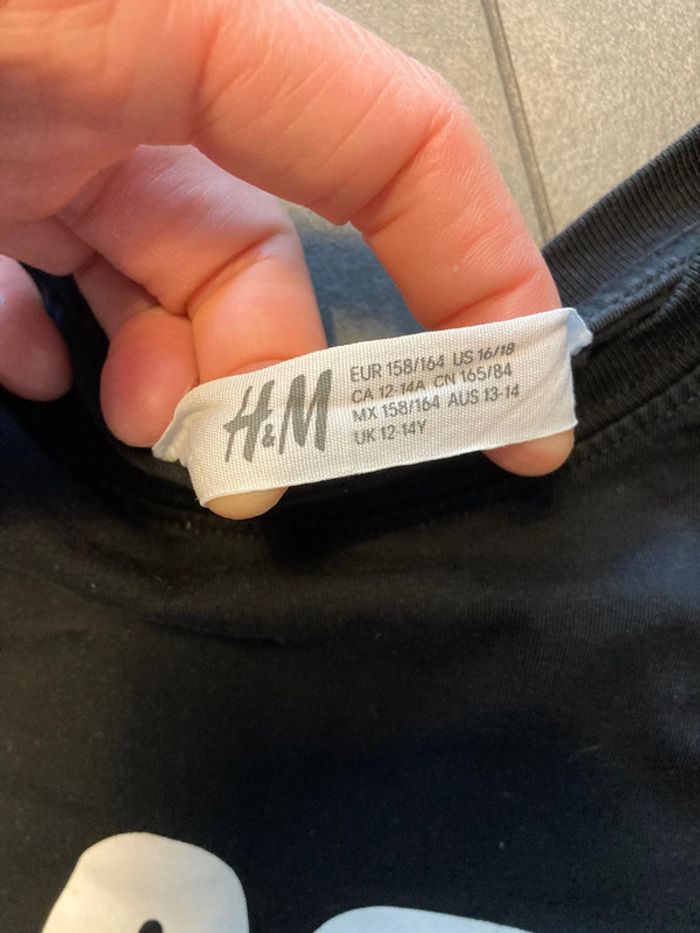 H&M
EUR 158/164 US 16/18
CA 12-14A CN 165/84
MX 158/164 AUS 13-14
UK 12-14Y